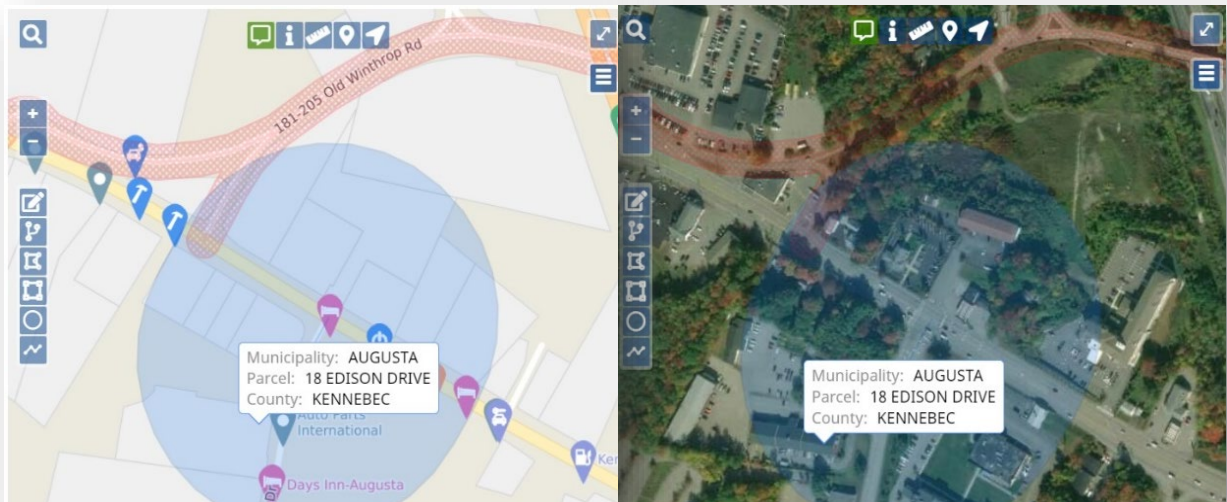 181-205 Old Winthrop Rd
Municipality: AUGUSTA
Parcel: 18 EDISON DRIVE
County: KENNEBEC
Auto Parts
International
Days Inn-Augusta
Ken
Municipality: AUGUSTA
Parcel: 18 EDISON DRIVE
County: KENNEBEC